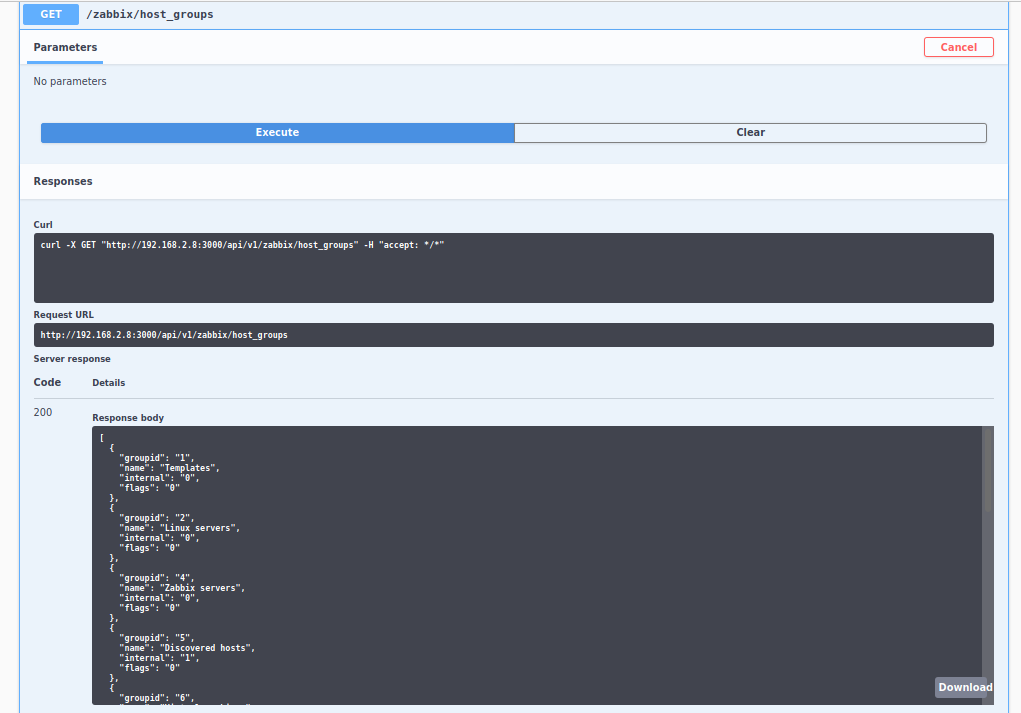 GET /zabbix/host_groups
Parameters Cancel
No parameters
Execute Clear
Responses
Curl
curl -X GET "http://192.168.2.8:3000/api/v1/zabbix/host_groups" -H "accept: */*"
Request URL
http://192.168.2.8:3000/api/v1/zabbix/host_groups
Server response
Code Details
200
Response body
[
{
"groupid": "1",
"name": "Templates",
"internal": "0",
"flags": "0"
},
{
"groupid": "2",
"name": "Linux servers",
"internal": "0",
"flags": "0"
},
{
"groupid": "4",
"name": "Zabbix servers",
"internal": "0",
"flags": "0"
},
{
"groupid": "5",
"name": "Discovered hosts",
"internal": "1",
"flags": "0"
},
{
"groupid": "6",
Download